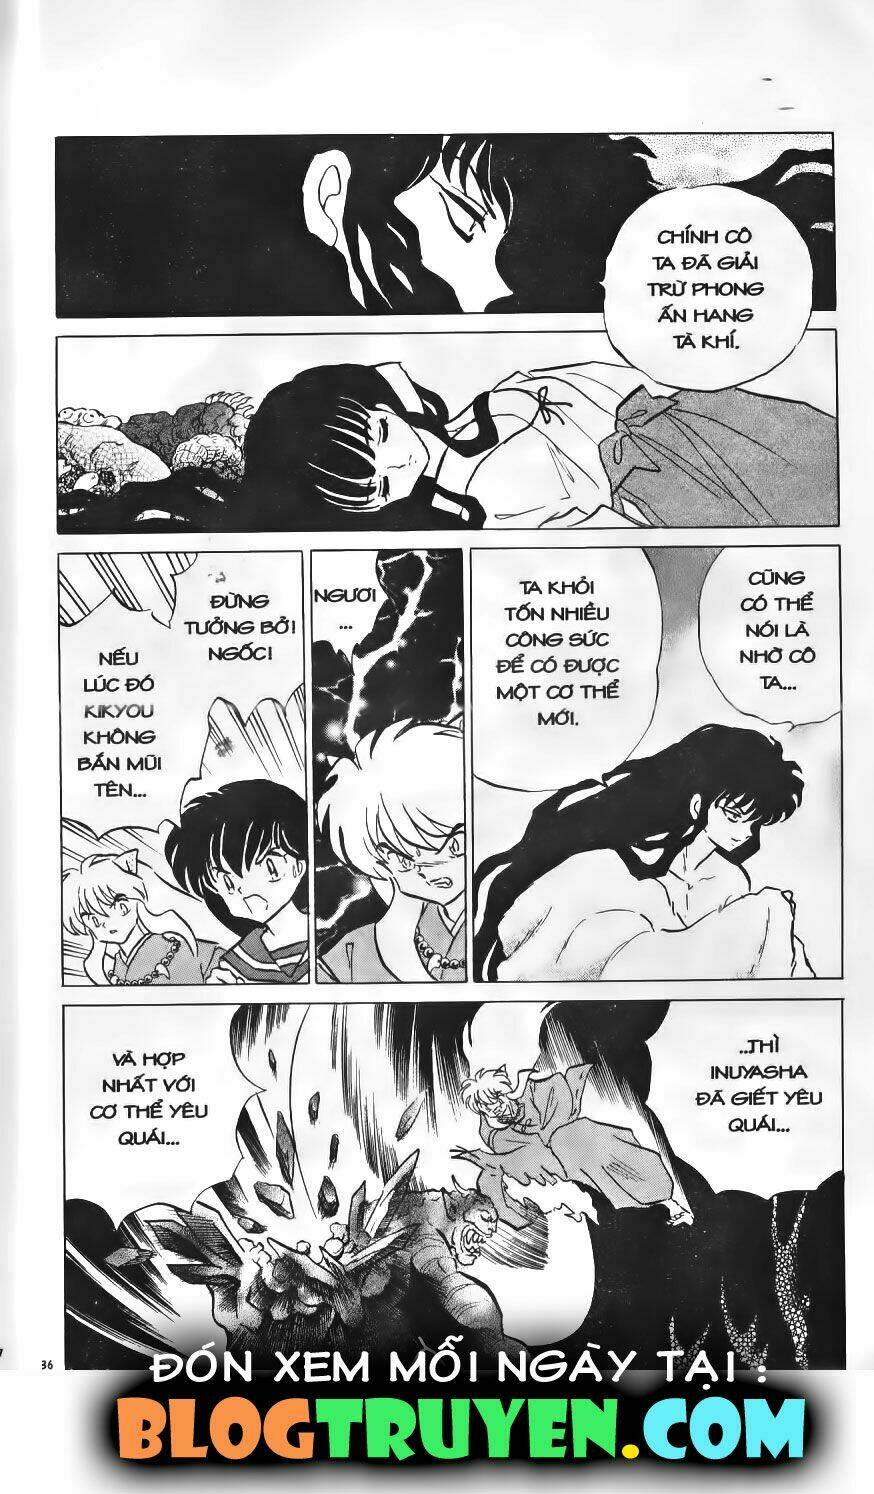 CHÍNH CÔ
TA ĐÃ GIẢI
TRỪ PHONG
ẤN HANG
TÀ KHÍ.
CŨNG
CÓ THỂ
NÓI LÀ
NHỜ CÔ
TA...
TA KHỎI
TỐN NHIỀU
CÔNG SỨC
ĐỂ CÓ ĐƯỢC
MỘT CƠ THỂ
MỚI.
NGƯƠI
...
ĐỪNG
TƯỞNG BỞ!
NGỐC!
NẾU
LÚC ĐÓ
KIKYOU
KHÔNG
BẮN MŨI
TÊN...
...THÌ
INUYASHA
ĐÃ GIẾT YÊU
QUÁI...
VÀ HỢP
NHẤT VỚI
CƠ THỂ YÊU
QUÁI...
36
ĐÓN XEM MỖI NGÀY TẠI :
BLOGTRUYEN.COM